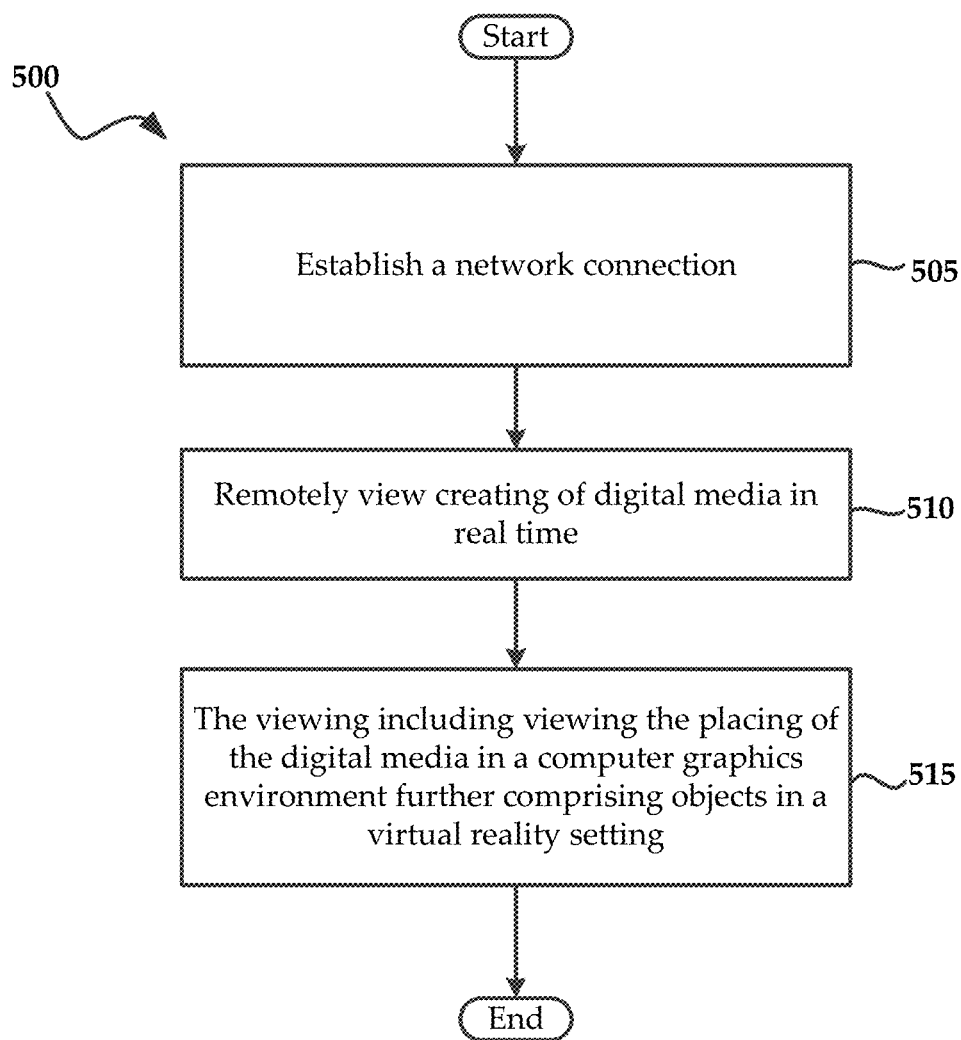 Start
500
Establish a network connection
505
Remotely view creating of digital media in
real time
510
The viewing including viewing the placing of
the digital media in a computer graphics
environment further comprising objects in a
virtual reality setting
515
End